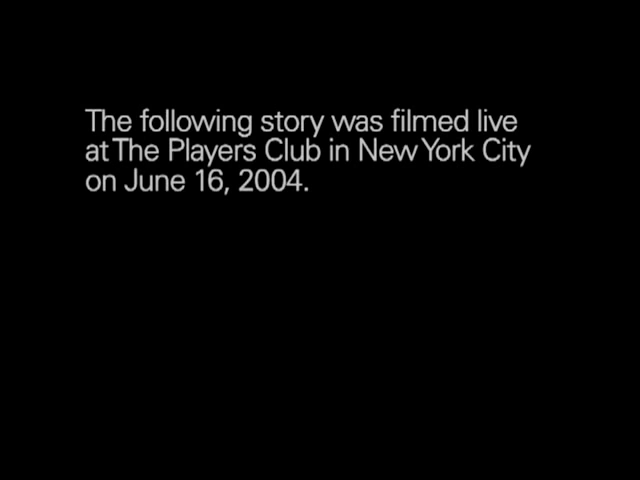 The following story was filmed live
at The Players Club in New York City
on June 16, 2004.